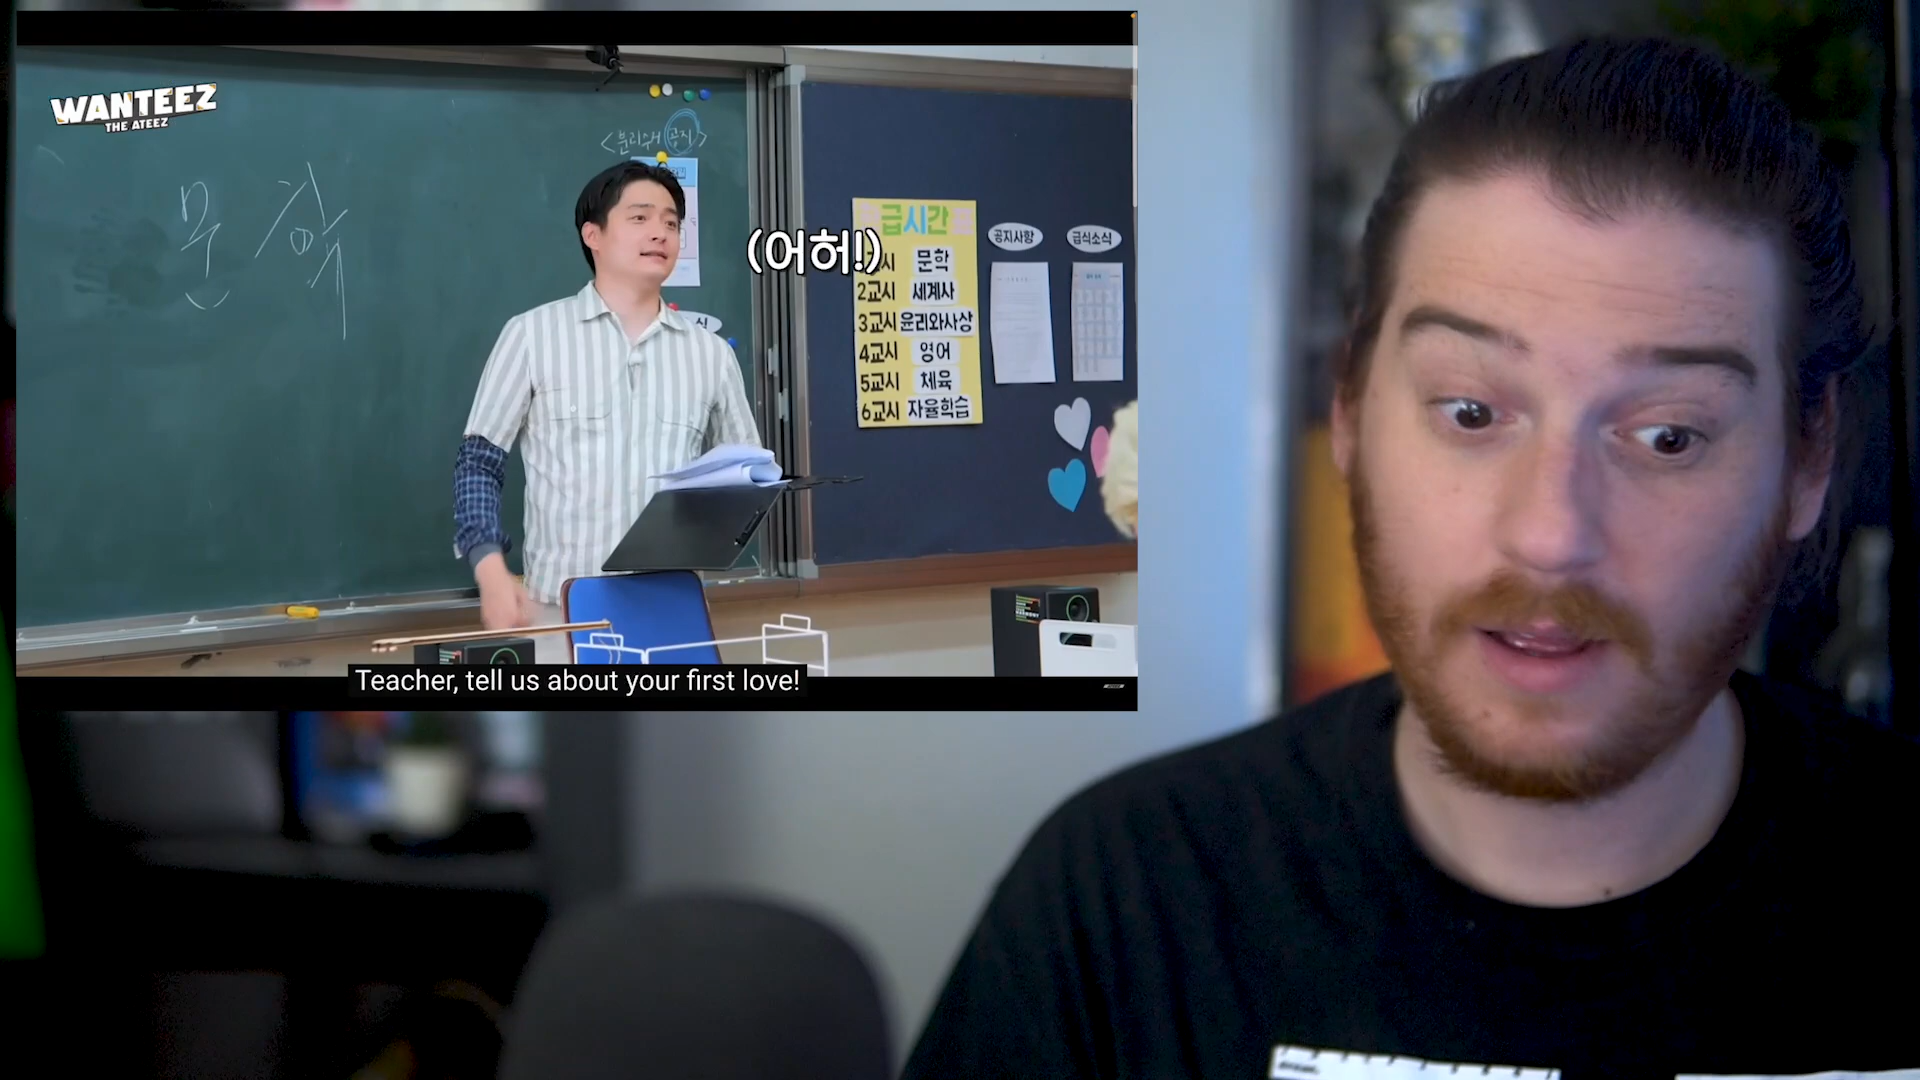 WANTEEZ
THE ATEEZ
<분리수거 공지>
문학
(어허!)
급시간
교시 문학
2교시 세계사
3교시 윤리와사상
4교시 영어
5교시 체육
6교시 자율학습
공지사항
급식소식
식
Teacher, tell us about your first love!